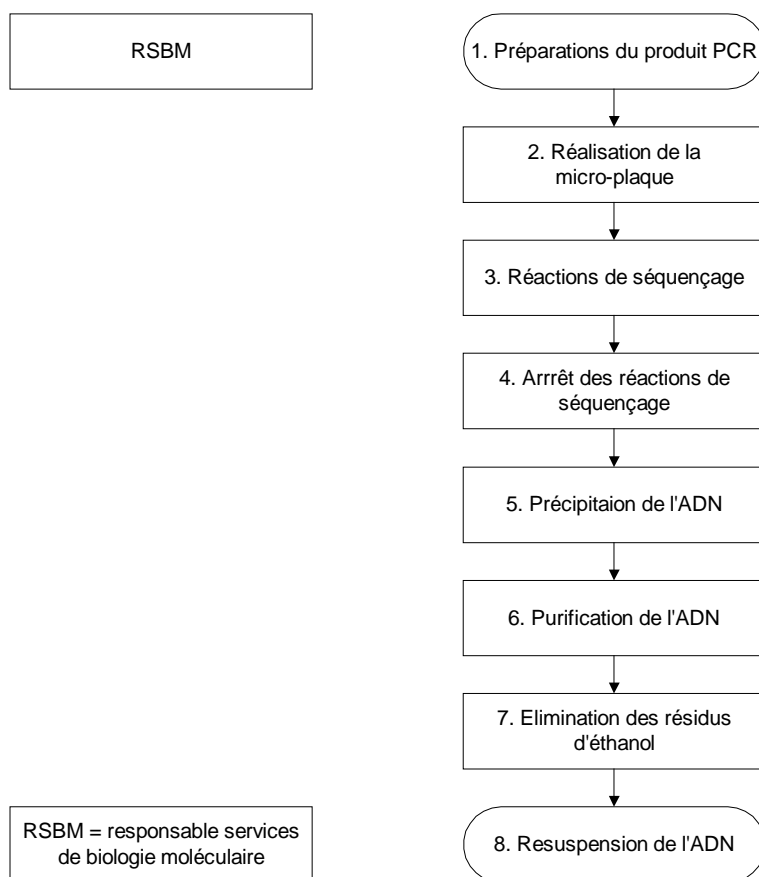 RSBM
1. Préparations du produit PCR
2. Réalisation de la
micro-plaque
3. Réactions de séquençage
4. Arrrêt des réactions de
séquençage
5. Précipitaion de l'ADN
6. Purification de l'ADN
7. Elimination des résidus
d'éthanol
RSBM = responsable services
de biologie moléculaire
8. Resuspension de l'ADN